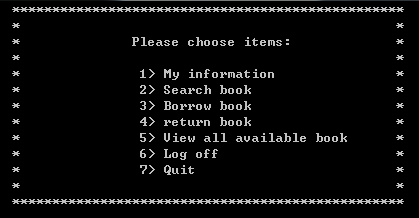 Please choose items:
1> My information
2> Search book
3> Borrow book
4> return book
5> View all available book
6> Log off
7> Quit